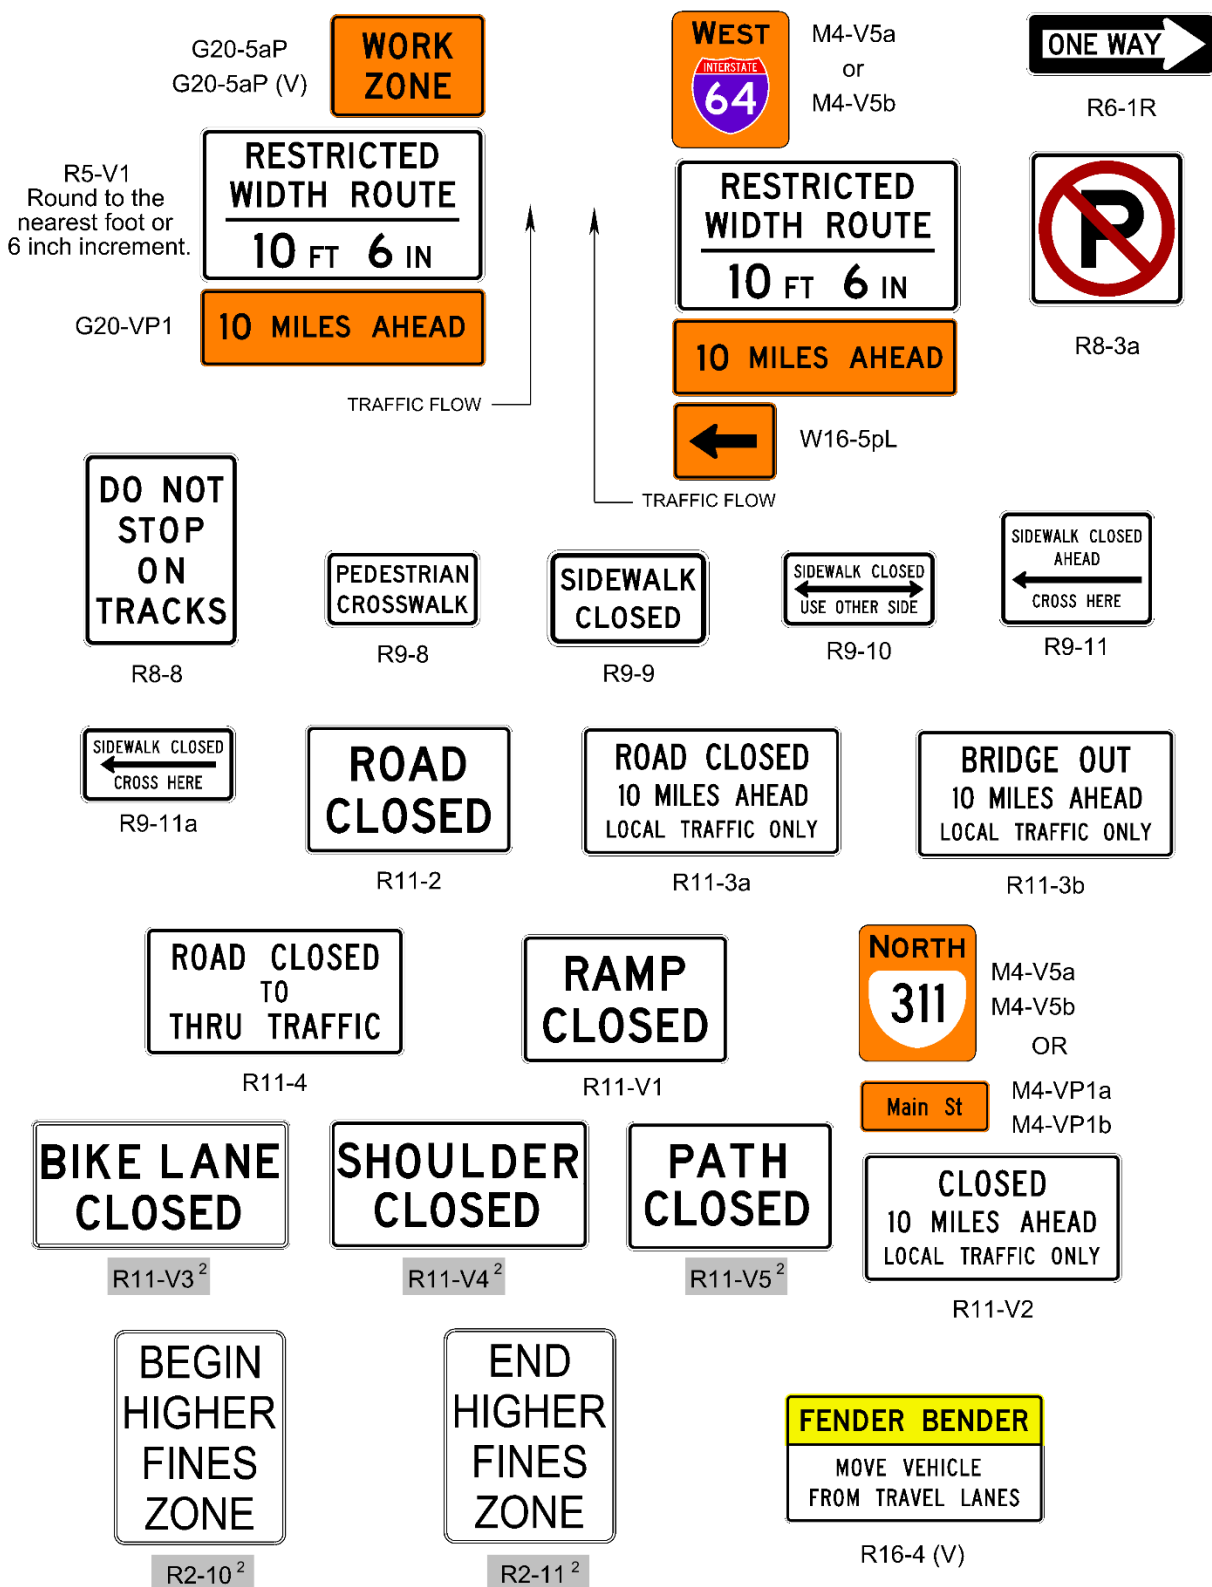 G20-5aP
G20-5aP (V)
WORK
ZONE
WEST
INTERSTATE
64
M4-V5a
or
M4-V5b
ONE WAY
R6-1R
R5-V1
Round to the
nearest foot or
6 inch increment.
RESTRICTED
WIDTH ROUTE
10 FT 6 IN
RESTRICTED
WIDTH ROUTE
10 FT 6 IN
P
R8-3a
G20-VP1
10 MILES AHEAD
10 MILES AHEAD
TRAFFIC FLOW
W16-5pL
TRAFFIC FLOW
DO NOT
STOP
ON
TRACKS
R8-8
PEDESTRIAN
CROSSWALK
R9-8
SIDEWALK
CLOSED
R9-9
SIDEWALK CLOSED
USE OTHER SIDE
R9-10
SIDEWALK CLOSED
AHEAD
CROSS HERE
R9-11
SIDEWALK CLOSED
CROSS HERE
R9-11a
ROAD
CLOSED
R11-2
ROAD CLOSED
10 MILES AHEAD
LOCAL TRAFFIC ONLY
R11-3a
BRIDGE OUT
10 MILES AHEAD
LOCAL TRAFFIC ONLY
R11-3b
ROAD CLOSED
TO
THRU TRAFFIC
R11-4
RAMP
CLOSED
R11-V1
NORTH
311
M4-V5a
M4-V5b
OR
Main St
M4-VP1a
M4-VP1b
CLOSED
10 MILES AHEAD
LOCAL TRAFFIC ONLY
R11-V2
BIKE LANE
CLOSED
R11-V3 ²
SHOULDER
CLOSED
R11-V4 ²
PATH
CLOSED
R11-V5 ²
BEGIN
HIGHER
FINES
ZONE
R2-10 ²
END
HIGHER
FINES
ZONE
R2-11 ²
FENDER BENDER
MOVE VEHICLE
FROM TRAVEL LANES
R16-4 (V)